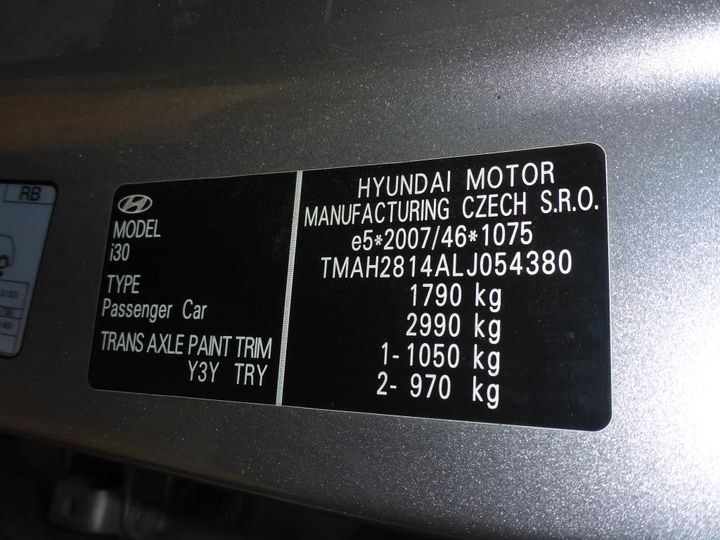 RB
MODEL
i30
TYPE
Passenger Car
TRANS AXLE PAINT TRIM
Y3Y TRY
HYUNDAI MOTOR
MANUFACTURING CZECH S.R.O.
e5*2007/46*1075
TMAH2814ALJ054380
1790 kg
2990 kg
1- 1050 kg
2- 970 kg